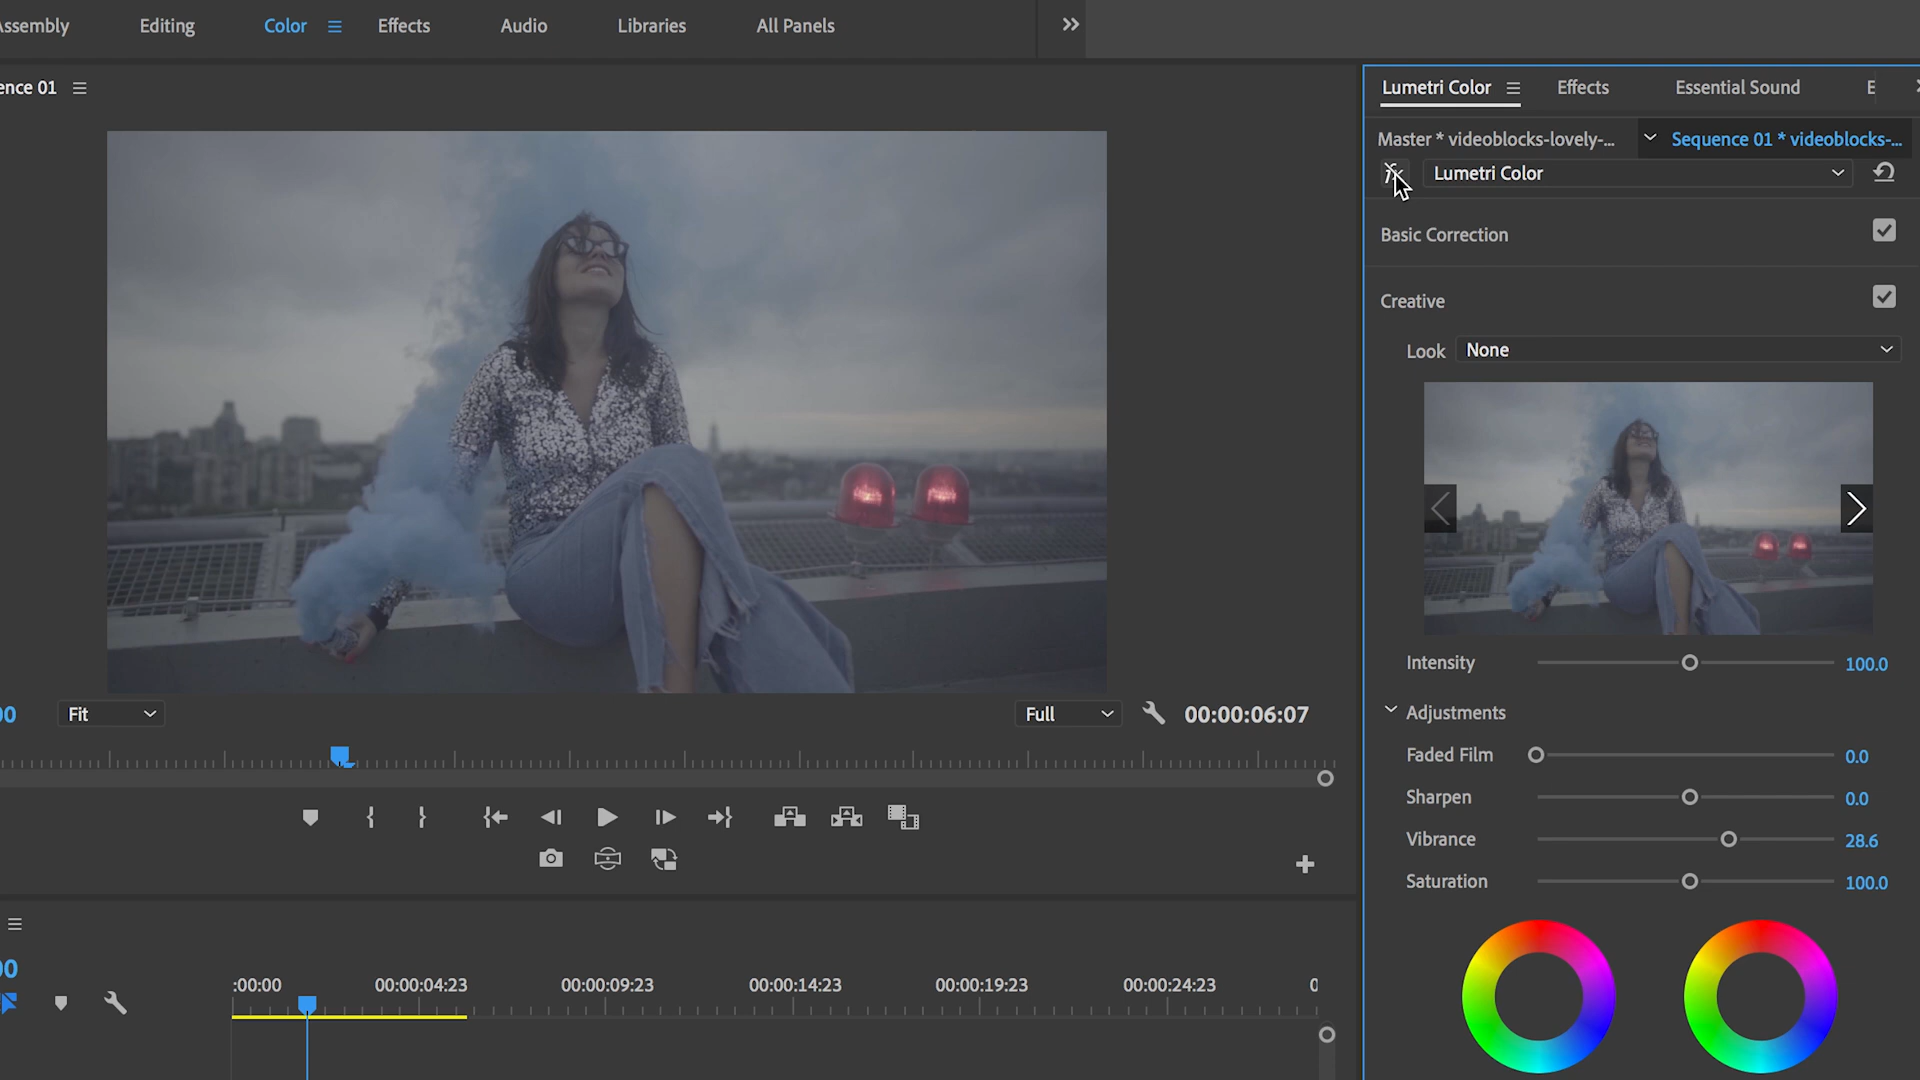 Assembly Editing Color Effects Audio Libraries All Panels
ence 01
Lumetri Color Effects Essential Sound E
Master * videoblocks-lovely-... Sequence 01 * videoblocks-...
fx Lumetri Color
Basic Correction
Creative
Look None
Intensity 100.0
Fit Full 00:00:06:07
00
Adjustments
Faded Film 0.0
Sharpen 0.0
Vibrance 28.6
Saturation 100.0
00
:00:00 00:00:04:23 00:00:09:23 00:00:14:23 00:00:19:23 00:00:24:23 0